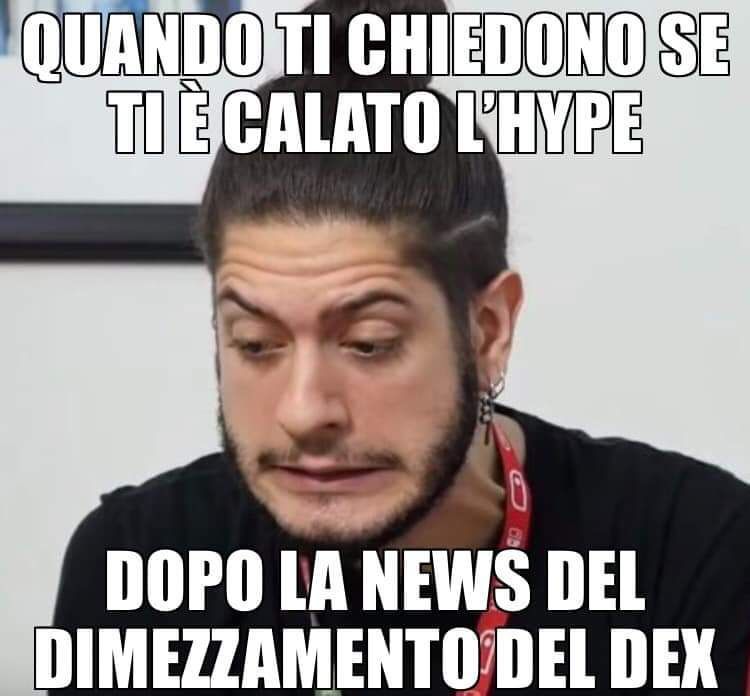 QUANDO TI CHIEDONO SE
TI È CALATO L'HYPE
DOPO LA NEWS DEL
DIMEZZAMENTO DEL DEX